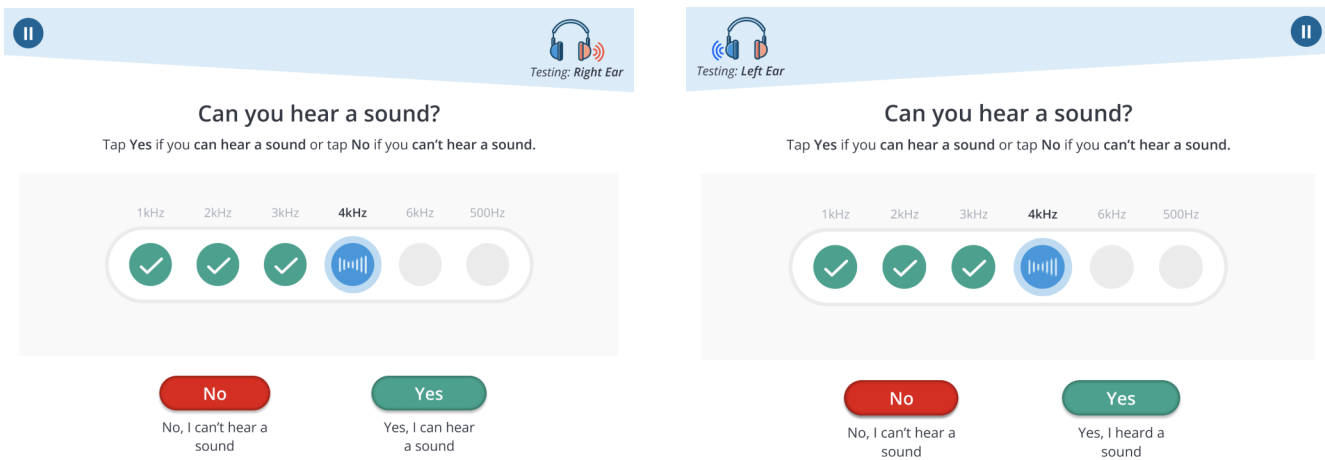 Testing: Right Ear
Can you hear a sound?
Tap Yes if you can hear a sound or tap No if you can't hear a sound.
1kHz 2kHz 3kHz 4kHz 6kHz 500Hz
No Yes
No, I can't hear a Yes, I can hear
sound a sound
Testing: Left Ear
Can you hear a sound?
Tap Yes if you can hear a sound or tap No if you can't hear a sound.
1kHz 2kHz 3kHz 4kHz 6kHz 500Hz
No Yes
No, I can't hear a Yes, I heard a
sound sound